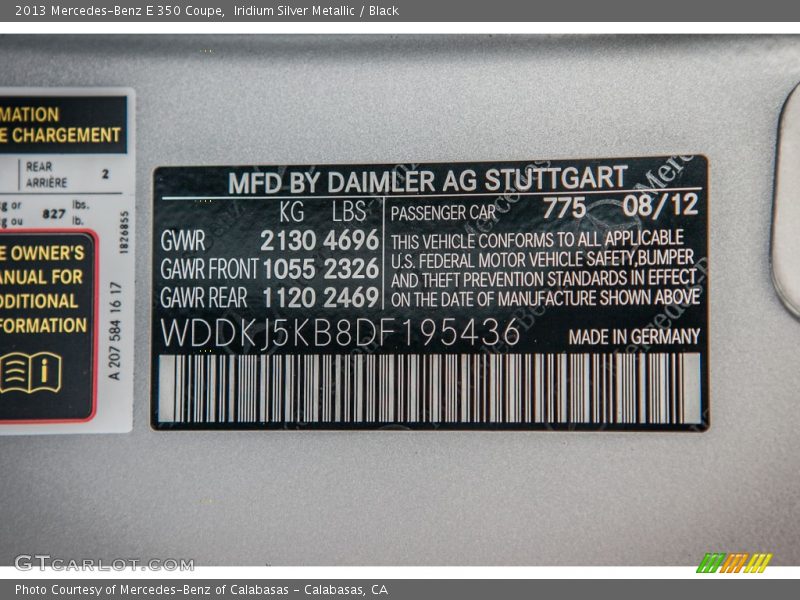 2013 Mercedes-Benz E 350 Coupe, Iridium Silver Metallic / Black
MATION
E CHARGEMENT
REAR
ARRIÈRE
2
kg or
kg ou
827
lbs.
lb.
E OWNER'S
ANUAL FOR
DDITIONAL
FORMATION
i
1826855
A 207 584 16 17
MFD BY DAIMLER AG STUTTGART
KG LBS
GVWR 2130 4696
GAWR FRONT 1055 2326
GAWR REAR 1120 2469
PASSENGER CAR 775 08/12
THIS VEHICLE CONFORMS TO ALL APPLICABLE
U.S. FEDERAL MOTOR VEHICLE SAFETY,BUMPER
AND THEFT PREVENTION STANDARDS IN EFFECT
ON THE DATE OF MANUFACTURE SHOWN ABOVE
WDDKJ5KB8DF195436 MADE IN GERMANY
GTCARLOT.COM
Photo Courtesy of Mercedes-Benz of Calabasas - Calabasas, CA